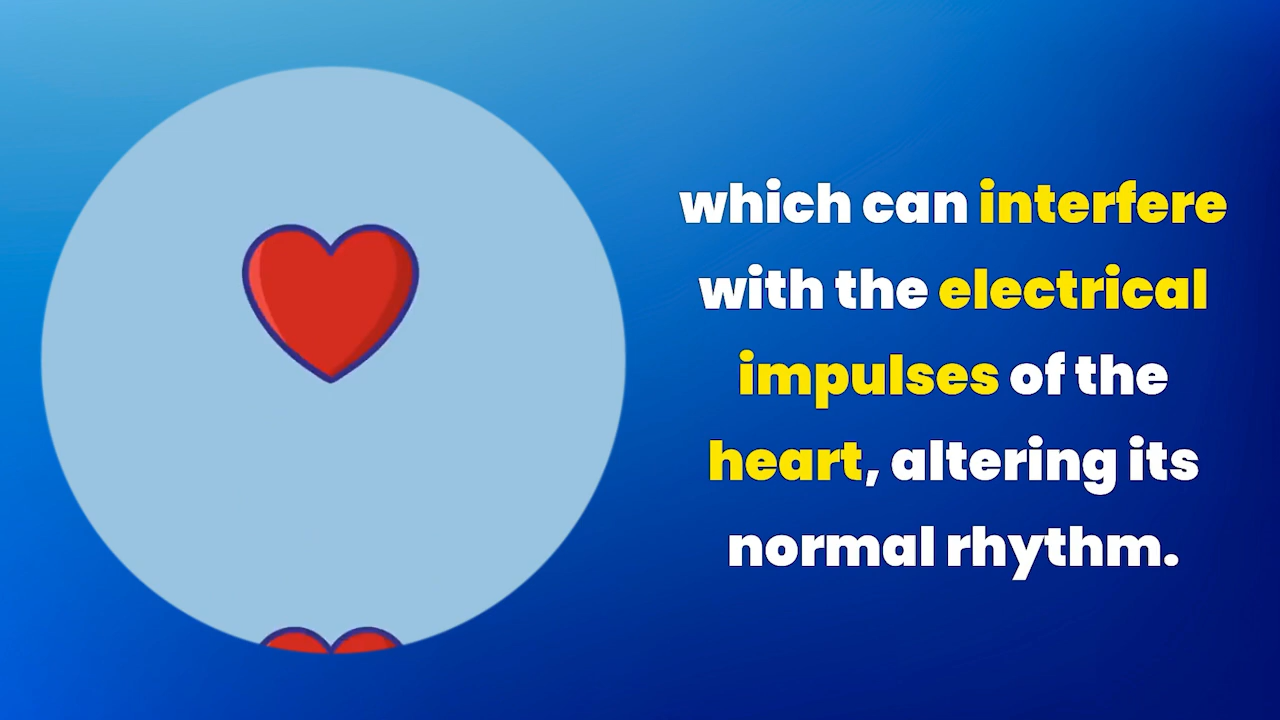 which can interfere
with the electrical
impulses of the
heart, altering its
normal rhythm.